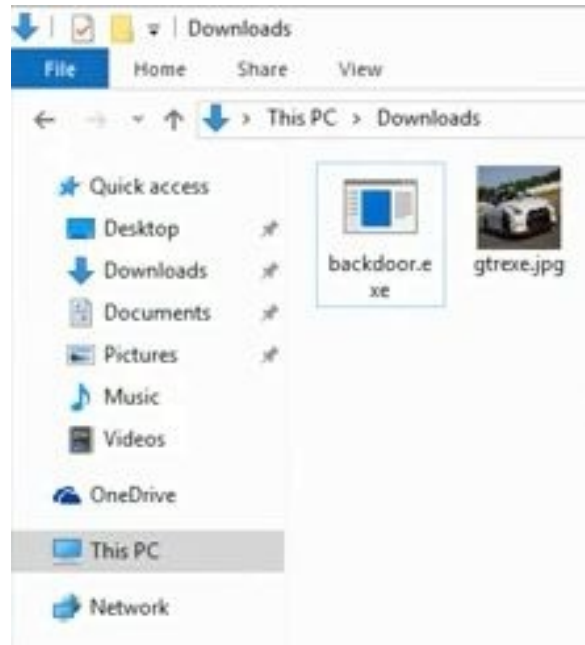 Downloads
File Home Share View
This PC > Downloads
Quick access
Desktop
Downloads
Documents
Pictures
Music
Videos
OneDrive
This PC
Network
backdoor.e
xe
gtrexe.jpg